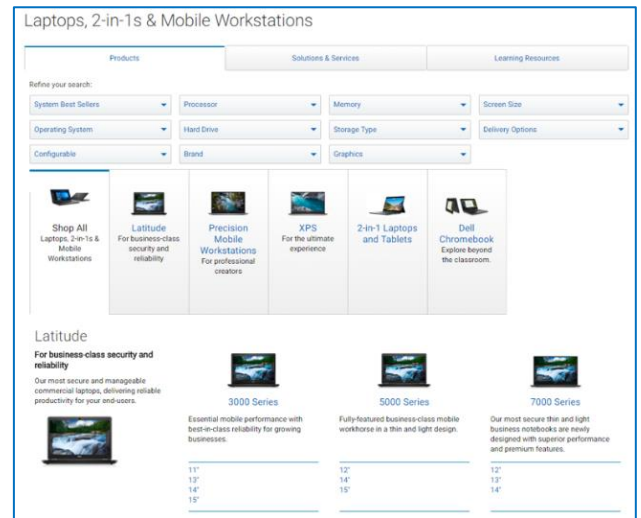 Laptops, 2-in-1s & Mobile Workstations
Products
Solutions & Services
Learning Resources
Refine your search:
System Best Sellers
Processor
Memory
Screen Size
Operating System
Hard Drive
Storage Type
Delivery Options
Configurable
Brand
Graphics
Shop All
Laptops, 2-in-1s &
Mobile
Workstations
Latitude
For business-class
security and
reliability
Precision
Mobile
Workstations
For professional
creators
XPS
For the ultimate
experience
2-in-1 Laptops
and Tablets
Dell
Chromebook
Explore beyond
the classroom.
Latitude
For business-class security and
reliability
Our most secure and manageable
commercial laptops, delivering reliable
productivity for your end-users.
3000 Series
Essential mobile performance with
best-in-class reliability for growing
businesses.
11"
13"
14"
15"
5000 Series
Fully-featured business-class mobile
workhorse in a thin and light design.
12"
14"
15"
7000 Series
Our most secure thin and light
business notebooks are newly
designed with superior performance
and premium features.
12"
13"
14"